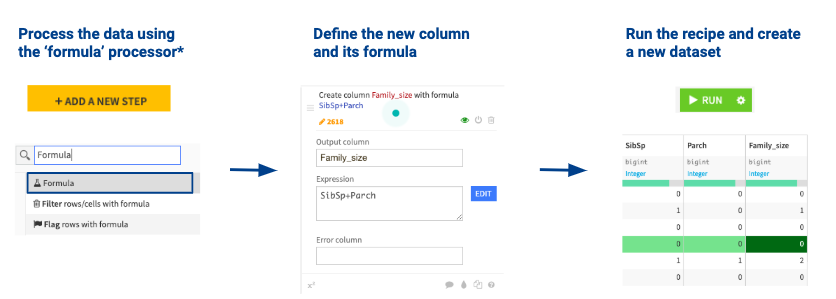 Process the data using
the ‘formula’ processor*
+ ADD A NEW STEP
Formula
Formula
Filter rows/cells with formula
Flag rows with formula
Define the new column
and its formula
Create column Family_size with formula
SibSp+Parch
2618
Output column
Family_size
Expression
SibSp+Parch
EDIT
Error column
x²
Run the recipe and create
a new dataset
RUN
SibSp Parch Family_size
bigint bigint bigint
Integer Integer Integer
0 0 0
1 0 1
0 0 0
0 0 0
1 1 2
0 0 0